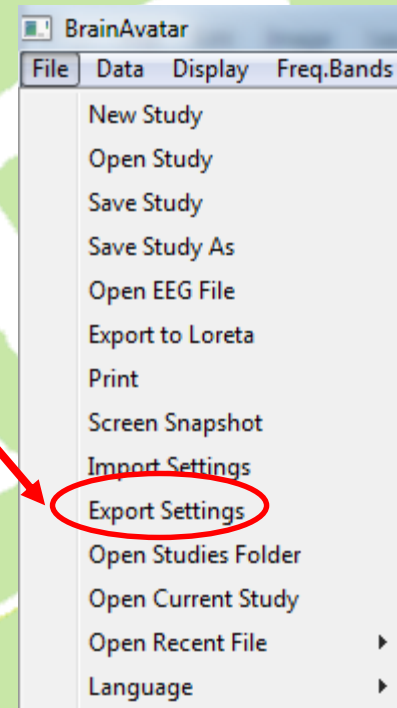 BrainAvatar
File Data Display Freq.Bands
New Study
Open Study
Save Study
Save Study As
Open EEG File
Export to Loreta
Print
Screen Snapshot
Import Settings
Export Settings
Open Studies Folder
Open Current Study
Open Recent File
Language